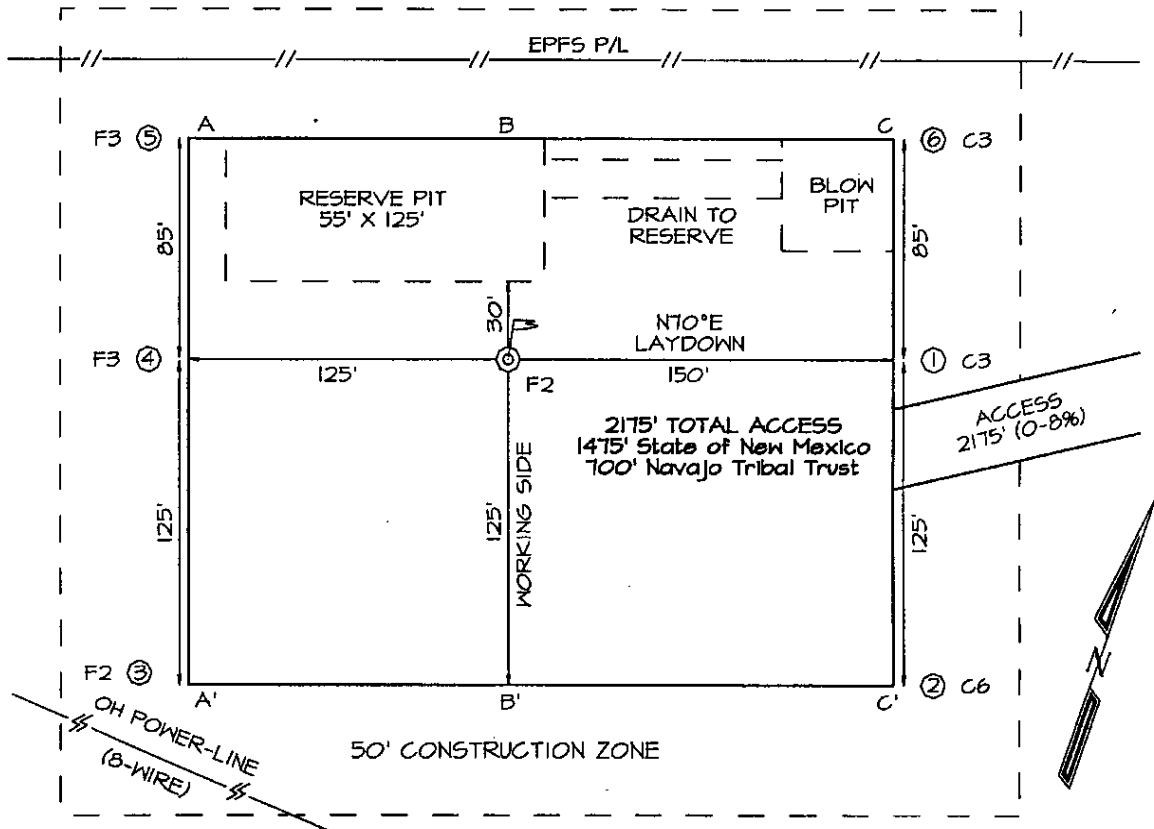 EPFS P/L
A
B
C
F3 ⑤
⑥ C3
RESERVE PIT
55' X 125'
BLOW
PIT
DRAIN TO
RESERVE
85'
85'
30'
N70°E
LAYDOWN
F3 ④
① C3
125'
F2
150'
2175' TOTAL ACCESS
1475' State of New Mexico
700' Navajo Tribal Trust
ACCESS
2175' (0-8%)
125'
125'
WORKING SIDE
125'
F2 ③
② C6
A'
B'
C'
N
OH POWER-LINE
(8-WIRE)
50' CONSTRUCTION ZONE